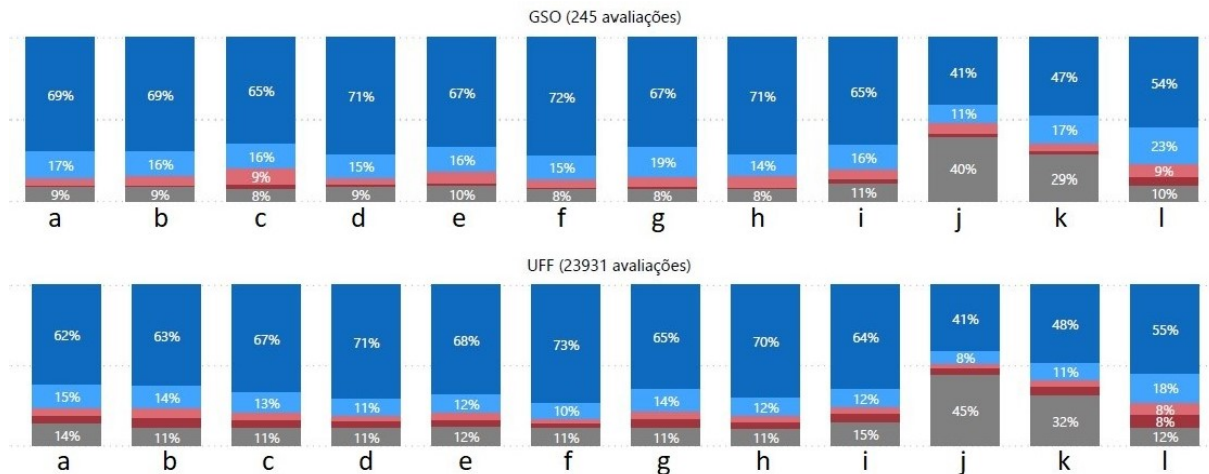 GSO (245 avaliações)
69% 69% 65% 71% 67% 72% 67% 71% 65% 41% 47% 54%
17% 16% 16% 15% 16% 15% 19% 14% 16% 11% 17% 23%
9% 9%
9% 9% 8% 9% 10% 8% 8% 8% 11% 40% 29% 10%
a b c d e f g h i j k l
UFF (23931 avaliações)
62% 63% 67% 71% 68% 73% 65% 70% 64% 41% 48% 55%
15% 14% 13% 11% 12% 10% 14% 12% 12% 8% 11% 18%
8%
8%
14% 11% 11% 11% 12% 11% 11% 11% 15% 45% 32% 12%
a b c d e f g h i j k l